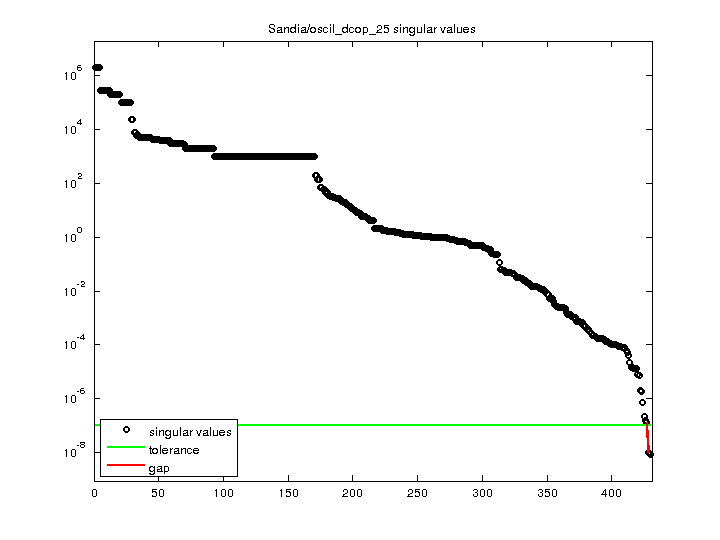 Sandia/oscil_dcop_25 singular values
10^6
10^4
10^2
10^0
10^-2
10^-4
10^-6
10^-8
singular values
tolerance
gap
0 50 100 150 200 250 300 350 400